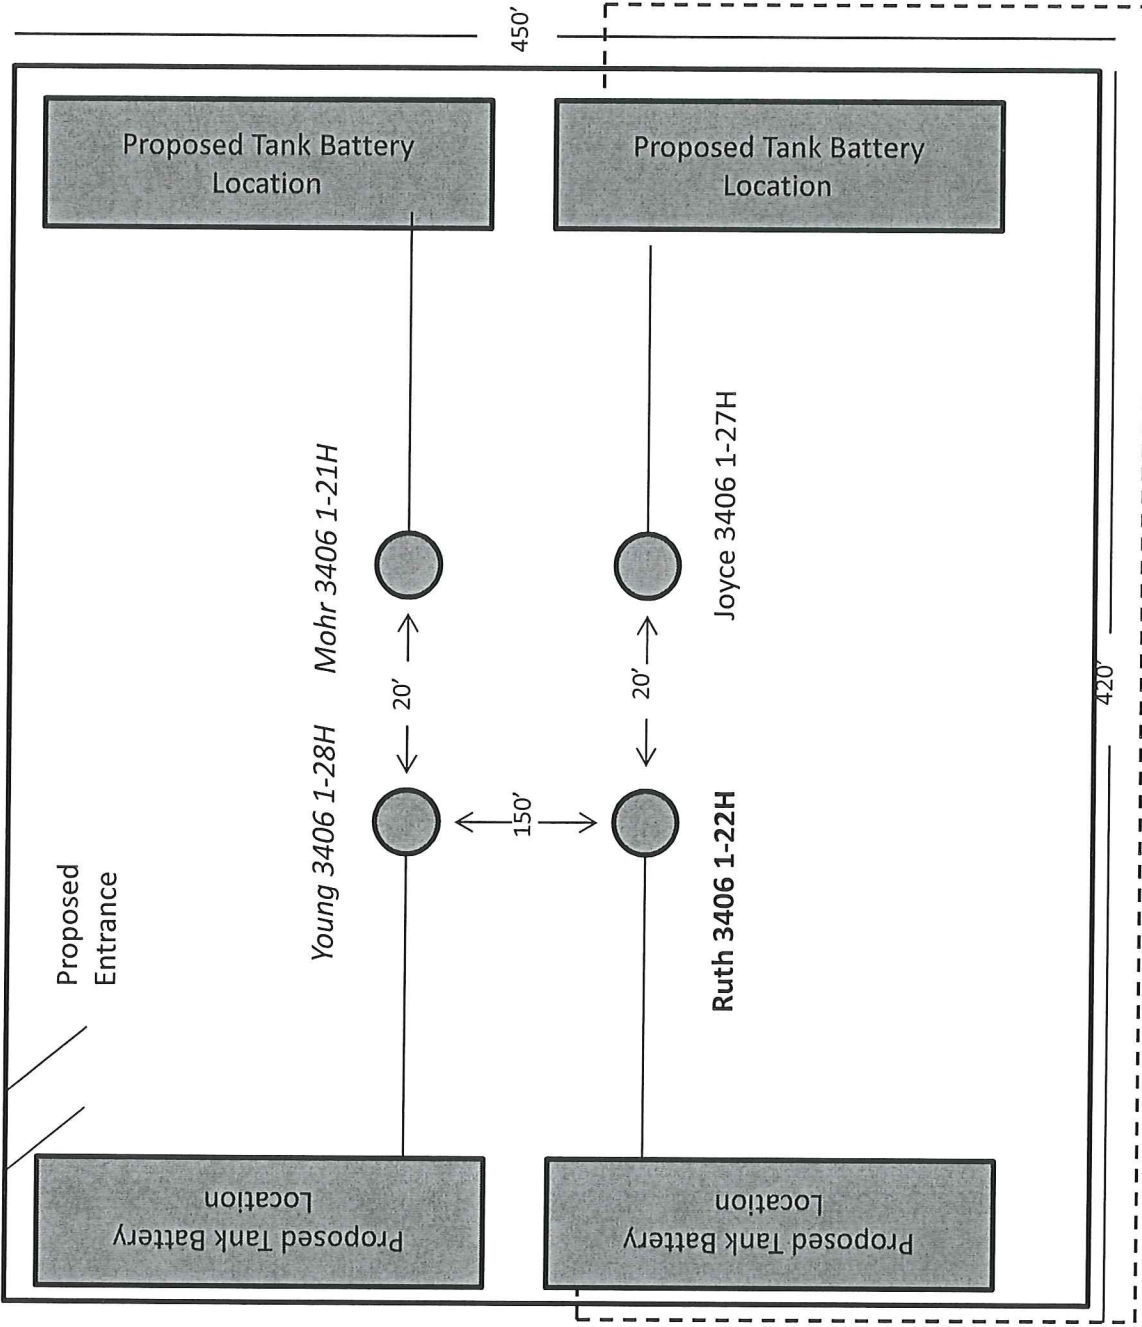 450’
Proposed Tank Battery
Location
Proposed Tank Battery
Location
Mohr 3406 1-21H
Joyce 3406 1-27H
20’
20’
Young 3406 1-28H
150’
Ruth 3406 1-22H
420’
Proposed
Entrance
Proposed Tank Battery
Location
Proposed Tank Battery
Location